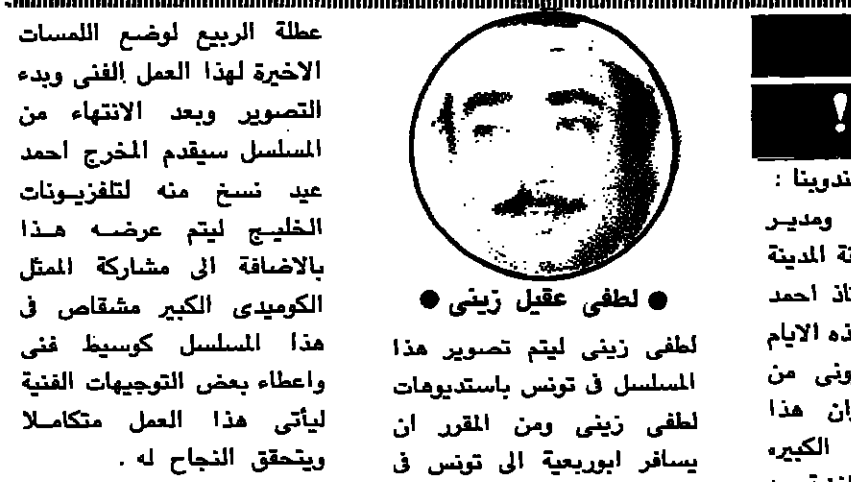 !
ندوبنا :
ومدير
ة المدينة
اذ احمد
ذه الايام
ونى من
ان هذا
الكبيره
● لطفى عقيل زينى ●
لطفى زينى ليتم تصوير هذا
المسلسل فى تونس باستديوهات
لطفى زينى ومن المقرر ان
يسافر ابوربعية الى تونس فى
عطلة الربيع لوضع اللمسات
الاخيرة لهذا العمل الفنى وبدء
التصوير وبعد الانتهاء من
المسلسل سيقدم المخرج احمد
عيد نسخ منه لتلفزيونات
الخليج ليتم عرضه هذا
بالاضافة الى مشاركة الممثل
الكوميدى الكبير مشقاص فى
هذا المسلسل كوسيط فنى
واعطاء بعض التوجيهات الفنية
ليأتى هذا العمل متكاملا
ويتحقق النجاح له .